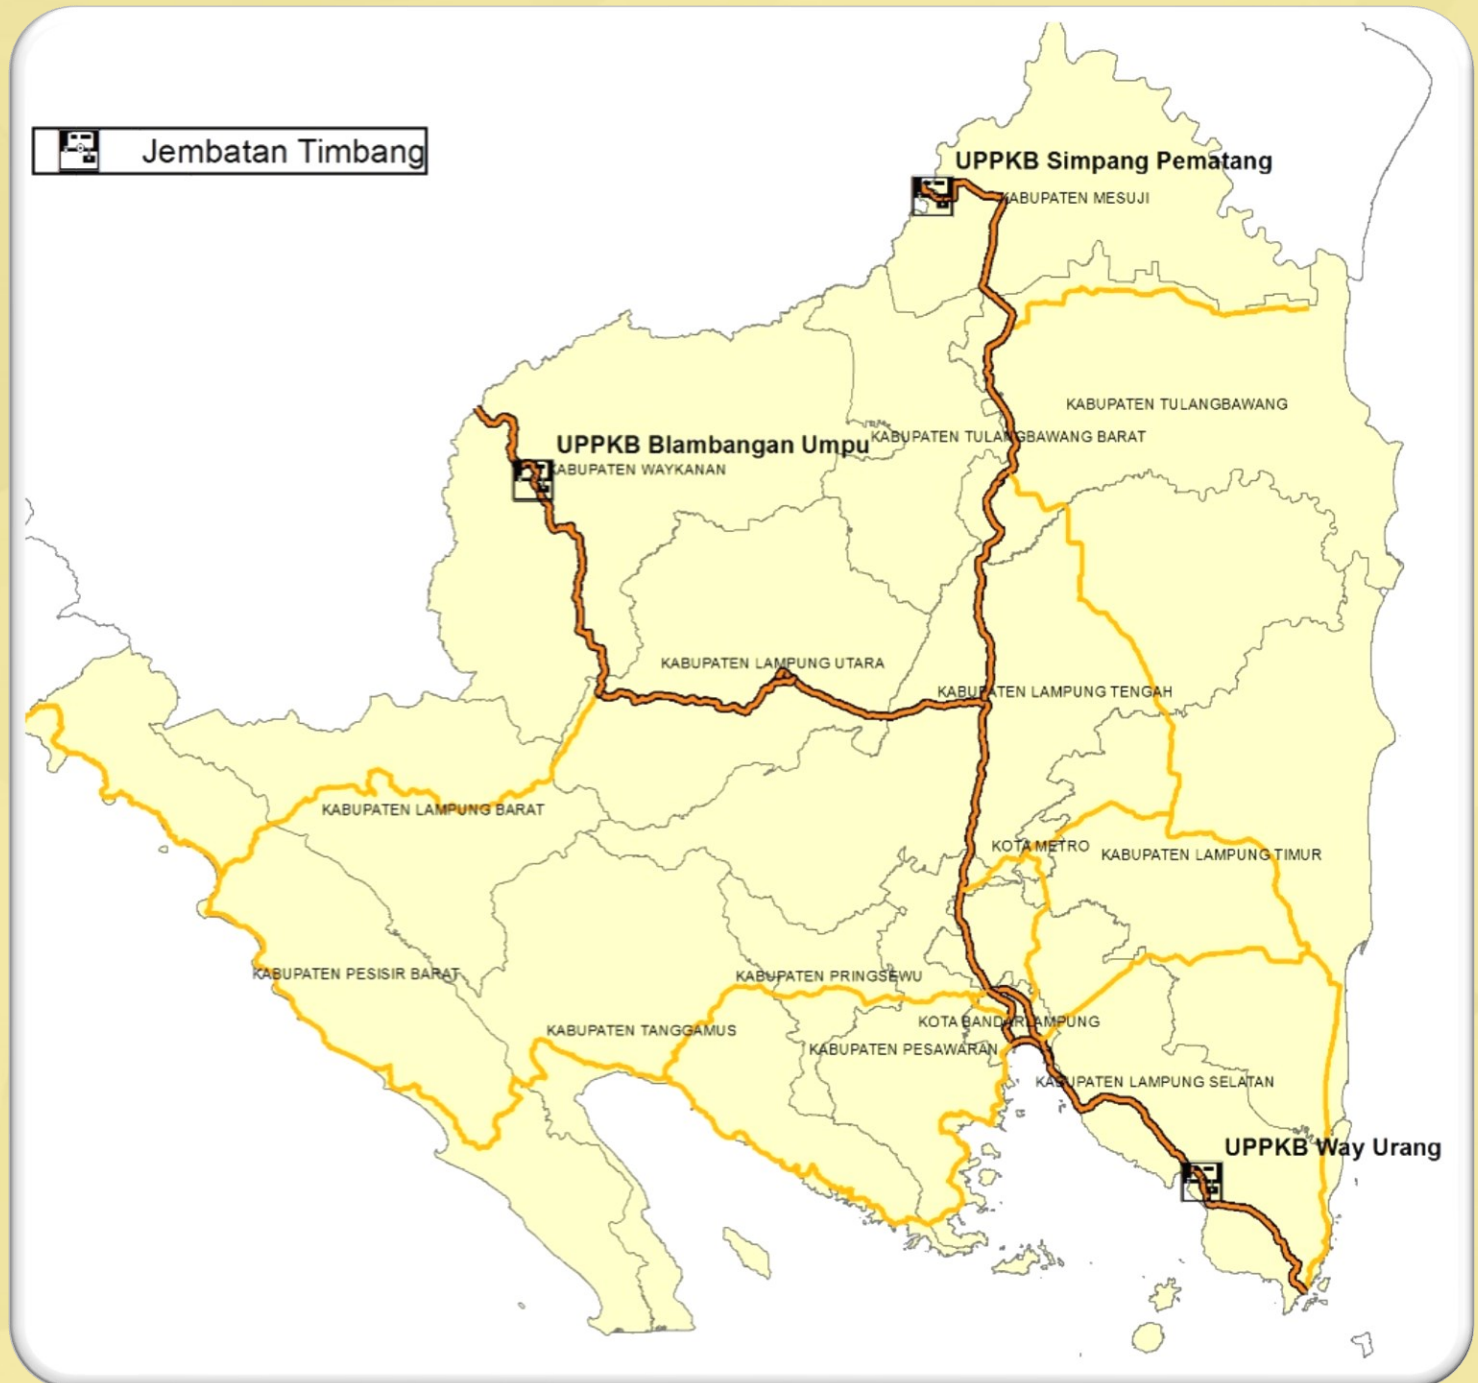 Jembatan Timbang
UPPKB Simpang Pematang
KABUPATEN MESUJI
KABUPATEN TULANGBAWANG
KABUPATEN TULANGBAWANG BARAT
UPPKB Blambangan Umpu
KABUPATEN WAYKANAN
KABUPATEN LAMPUNG UTARA
KABUPATEN LAMPUNG TENGAH
KABUPATEN LAMPUNG BARAT
KOTA METRO
KABUPATEN LAMPUNG TIMUR
KABUPATEN PESISIR BARAT
KABUPATEN PRINGSEWU
KOTA BANDARLAMPUNG
KABUPATEN TANGGAMUS
KABUPATEN PESAWARAN
KABUPATEN LAMPUNG SELATAN
UPPKB Way Urang